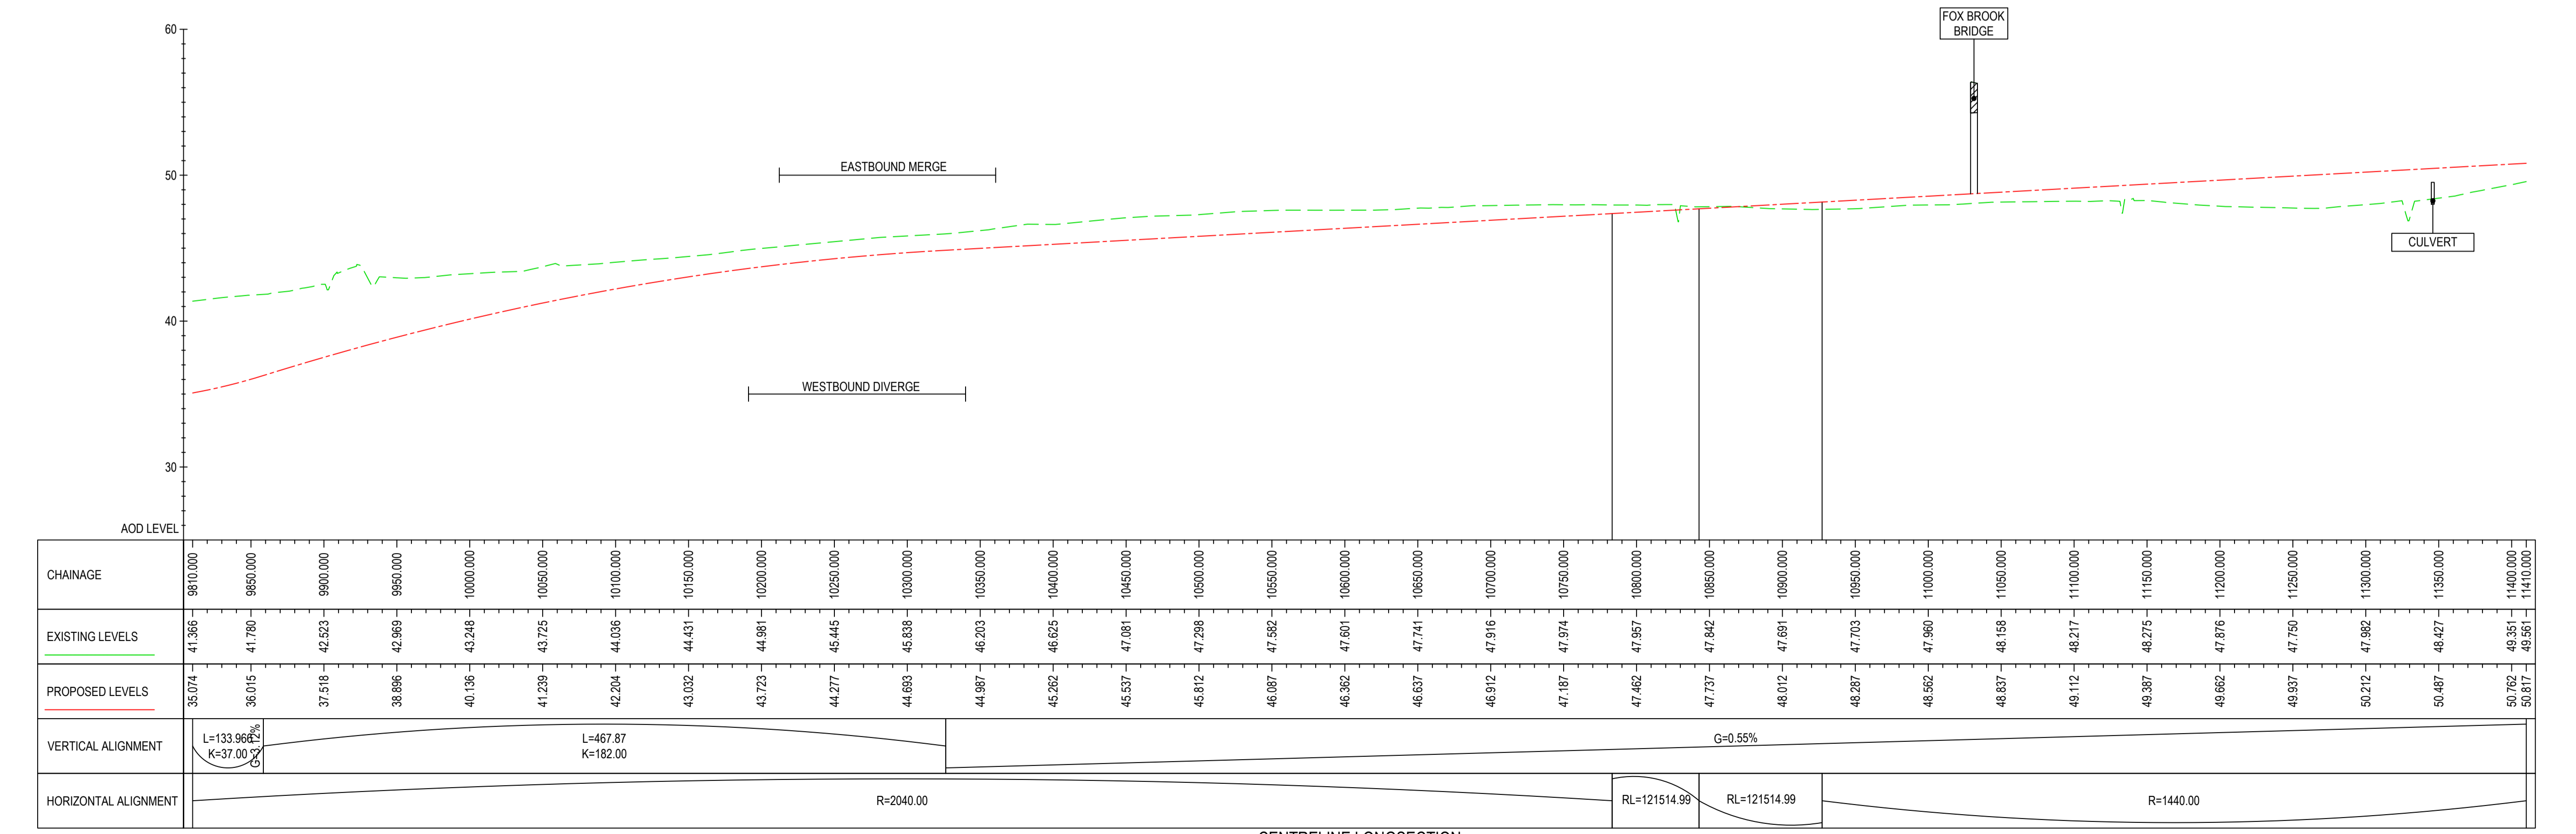 FOX BROOK
BRIDGE
60
50
40
30
EASTBOUND MERGE
WESTBOUND DIVERGE
CULVERT
AOD LEVEL
CHAINAGE
9810.000 9850.000 9900.000 9950.000 10000.000 10050.000 10100.000 10150.000 10200.000 10250.000 10300.000 10350.000 10400.000 10450.000 10500.000 10550.000 10600.000 10650.000 10700.000 10750.000 10800.000 10850.000 10900.000 10950.000 11000.000 11050.000 11100.000 11150.000 11200.000 11250.000 11300.000 11350.000 11400.000 11410.000
EXISTING LEVELS
41.366 41.780 42.523 42.969 43.248 43.725 44.036 44.431 44.981 45.445 45.838 46.203 46.625 47.081 47.298 47.582 47.601 47.741 47.916 47.974 47.957 47.842 47.691 47.703 47.960 48.158 48.217 48.275 47.876 47.750 47.982 48.427 49.351 49.561
PROPOSED LEVELS
35.074 36.015 37.518 38.896 40.136 41.239 42.204 43.032 43.723 44.277 44.693 44.987 45.262 45.537 45.812 46.087 46.362 46.637 46.912 47.187 47.462 47.737 48.012 48.287 48.562 48.837 49.112 49.387 49.662 49.937 50.212 50.487 50.762 50.817
VERTICAL ALIGNMENT
L=133.966
K=37.00
G=3.12%
L=467.87
K=182.00
G=0.55%
HORIZONTAL ALIGNMENT
R=2040.00
RL=121514.99
RL=121514.99
R=1440.00
CENTRELINE LONGSECTION